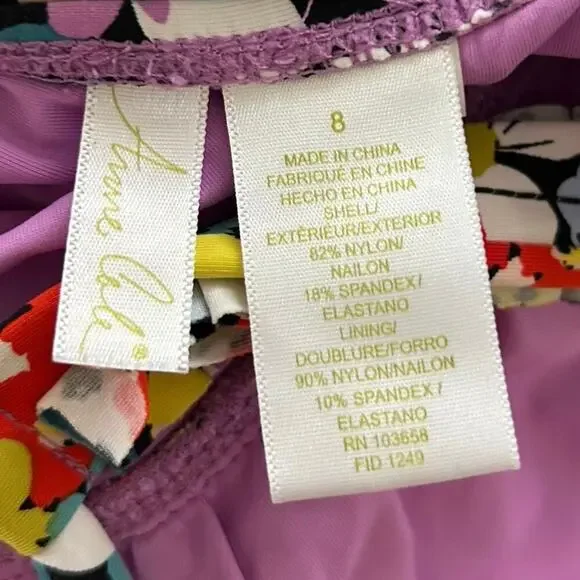 Anne Cole®
8
MADE IN CHINA
FABRIQUÉ EN CHINE
HECHO EN CHINA
SHELL/
EXTÉRIEUR/EXTERIOR
82% NYLON/
NAILON
18% SPANDEX/
ELASTANO
LINING/
DOUBLURE/FORRO
90% NYLON/NAILON
10% SPANDEX/
ELASTANO
RN 103658
FID 1249